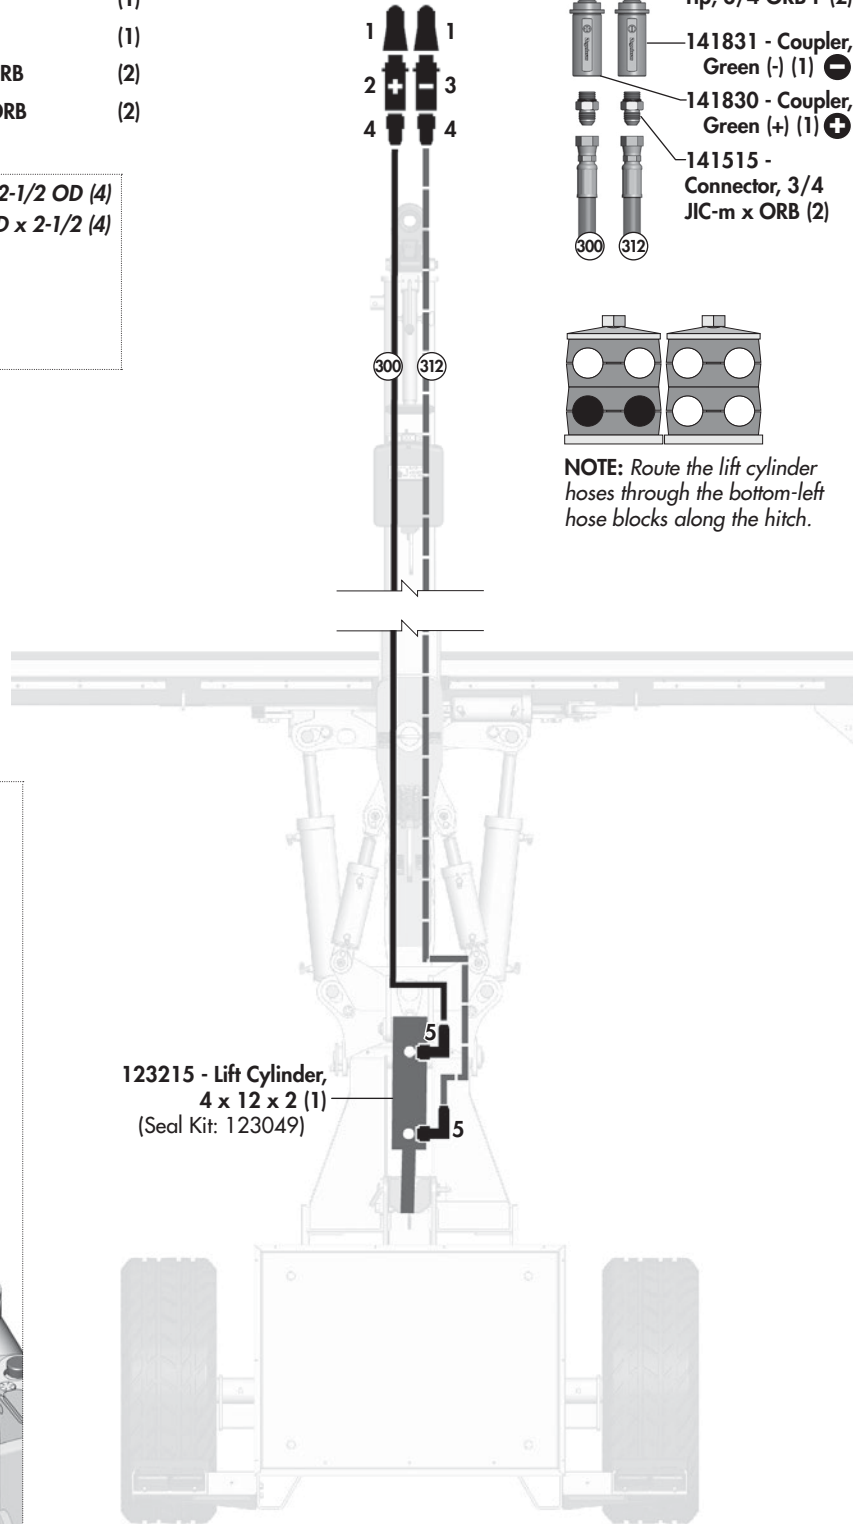 (1)
(1)
RB (2)
ORB (2)
2-1/2 OD (4)
D x 2-1/2 (4)
1 1
2 3
4 4
300 312
Tip, 3/4 ORB-f (2)
141831 - Coupler,
Green (-) (1)
141830 - Coupler,
Green (+) (1)
141515 -
Connector, 3/4
JIC-m x ORB (2)
300 312
NOTE: Route the lift cylinder
hoses through the bottom-left
hose blocks along the hitch.
5
123215 - Lift Cylinder,
4 x 12 x 2 (1)
(Seal Kit: 123049)
5